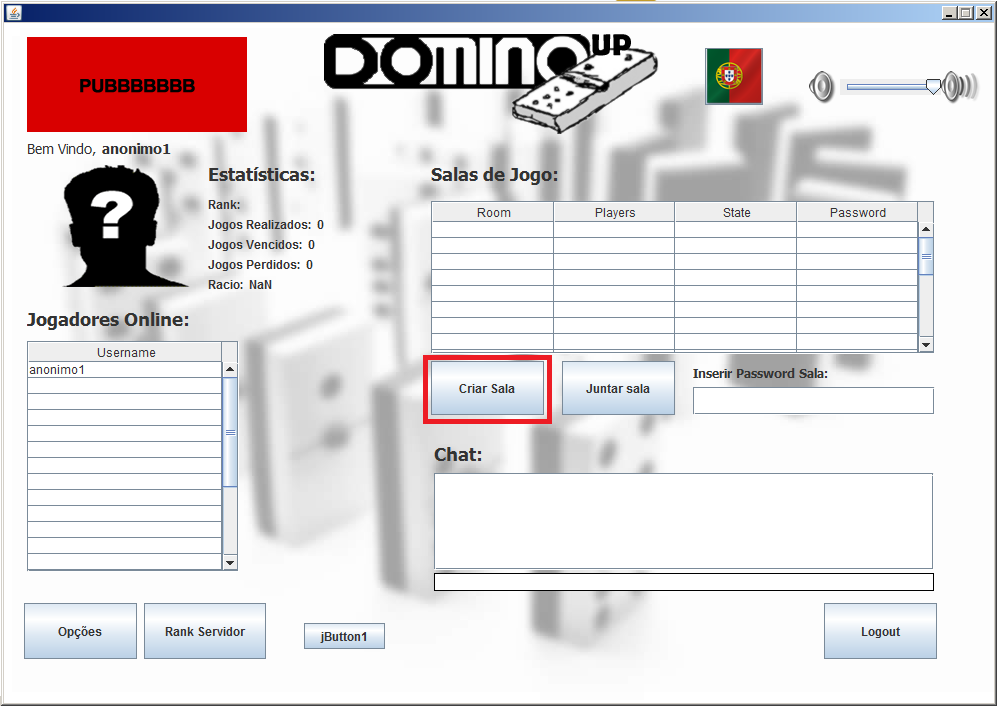 PUBBBBBBB
DOMINO UP
Bem Vindo, anonimo1
?
Estatísticas:
Rank:
Jogos Realizados: 0
Jogos Vencidos: 0
Jogos Perdidos: 0
Racio: NaN
Salas de Jogo:
Room Players State Password
Criar Sala
Juntar sala
Inserir Password Sala:
Jogadores Online:
Username
anonimo1
Chat:
Opções
Rank Servidor
jButton1
Logout